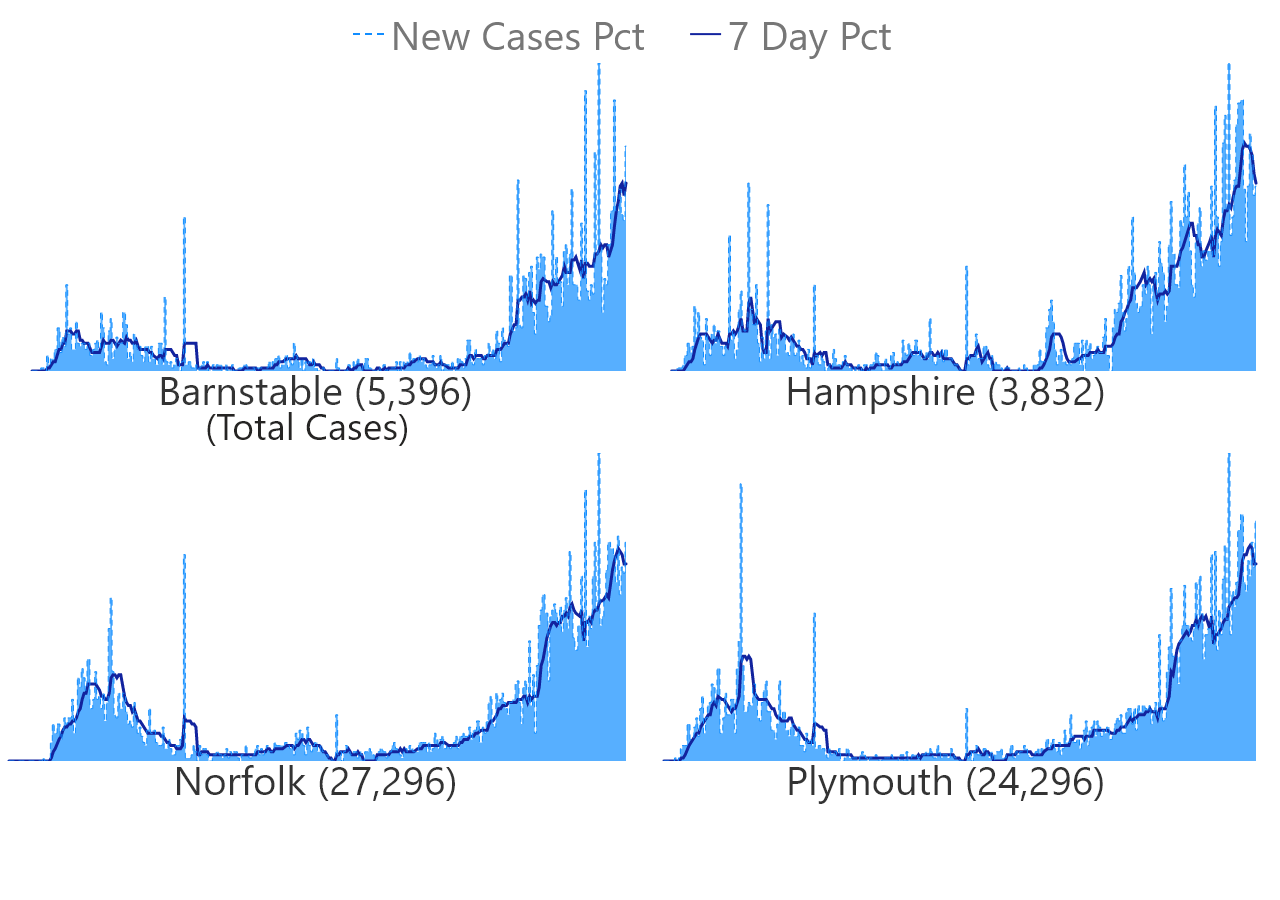 New Cases Pct 7 Day Pct
Barnstable (5,396)
(Total Cases)
Hampshire (3,832)
Norfolk (27,296)
Plymouth (24,296)